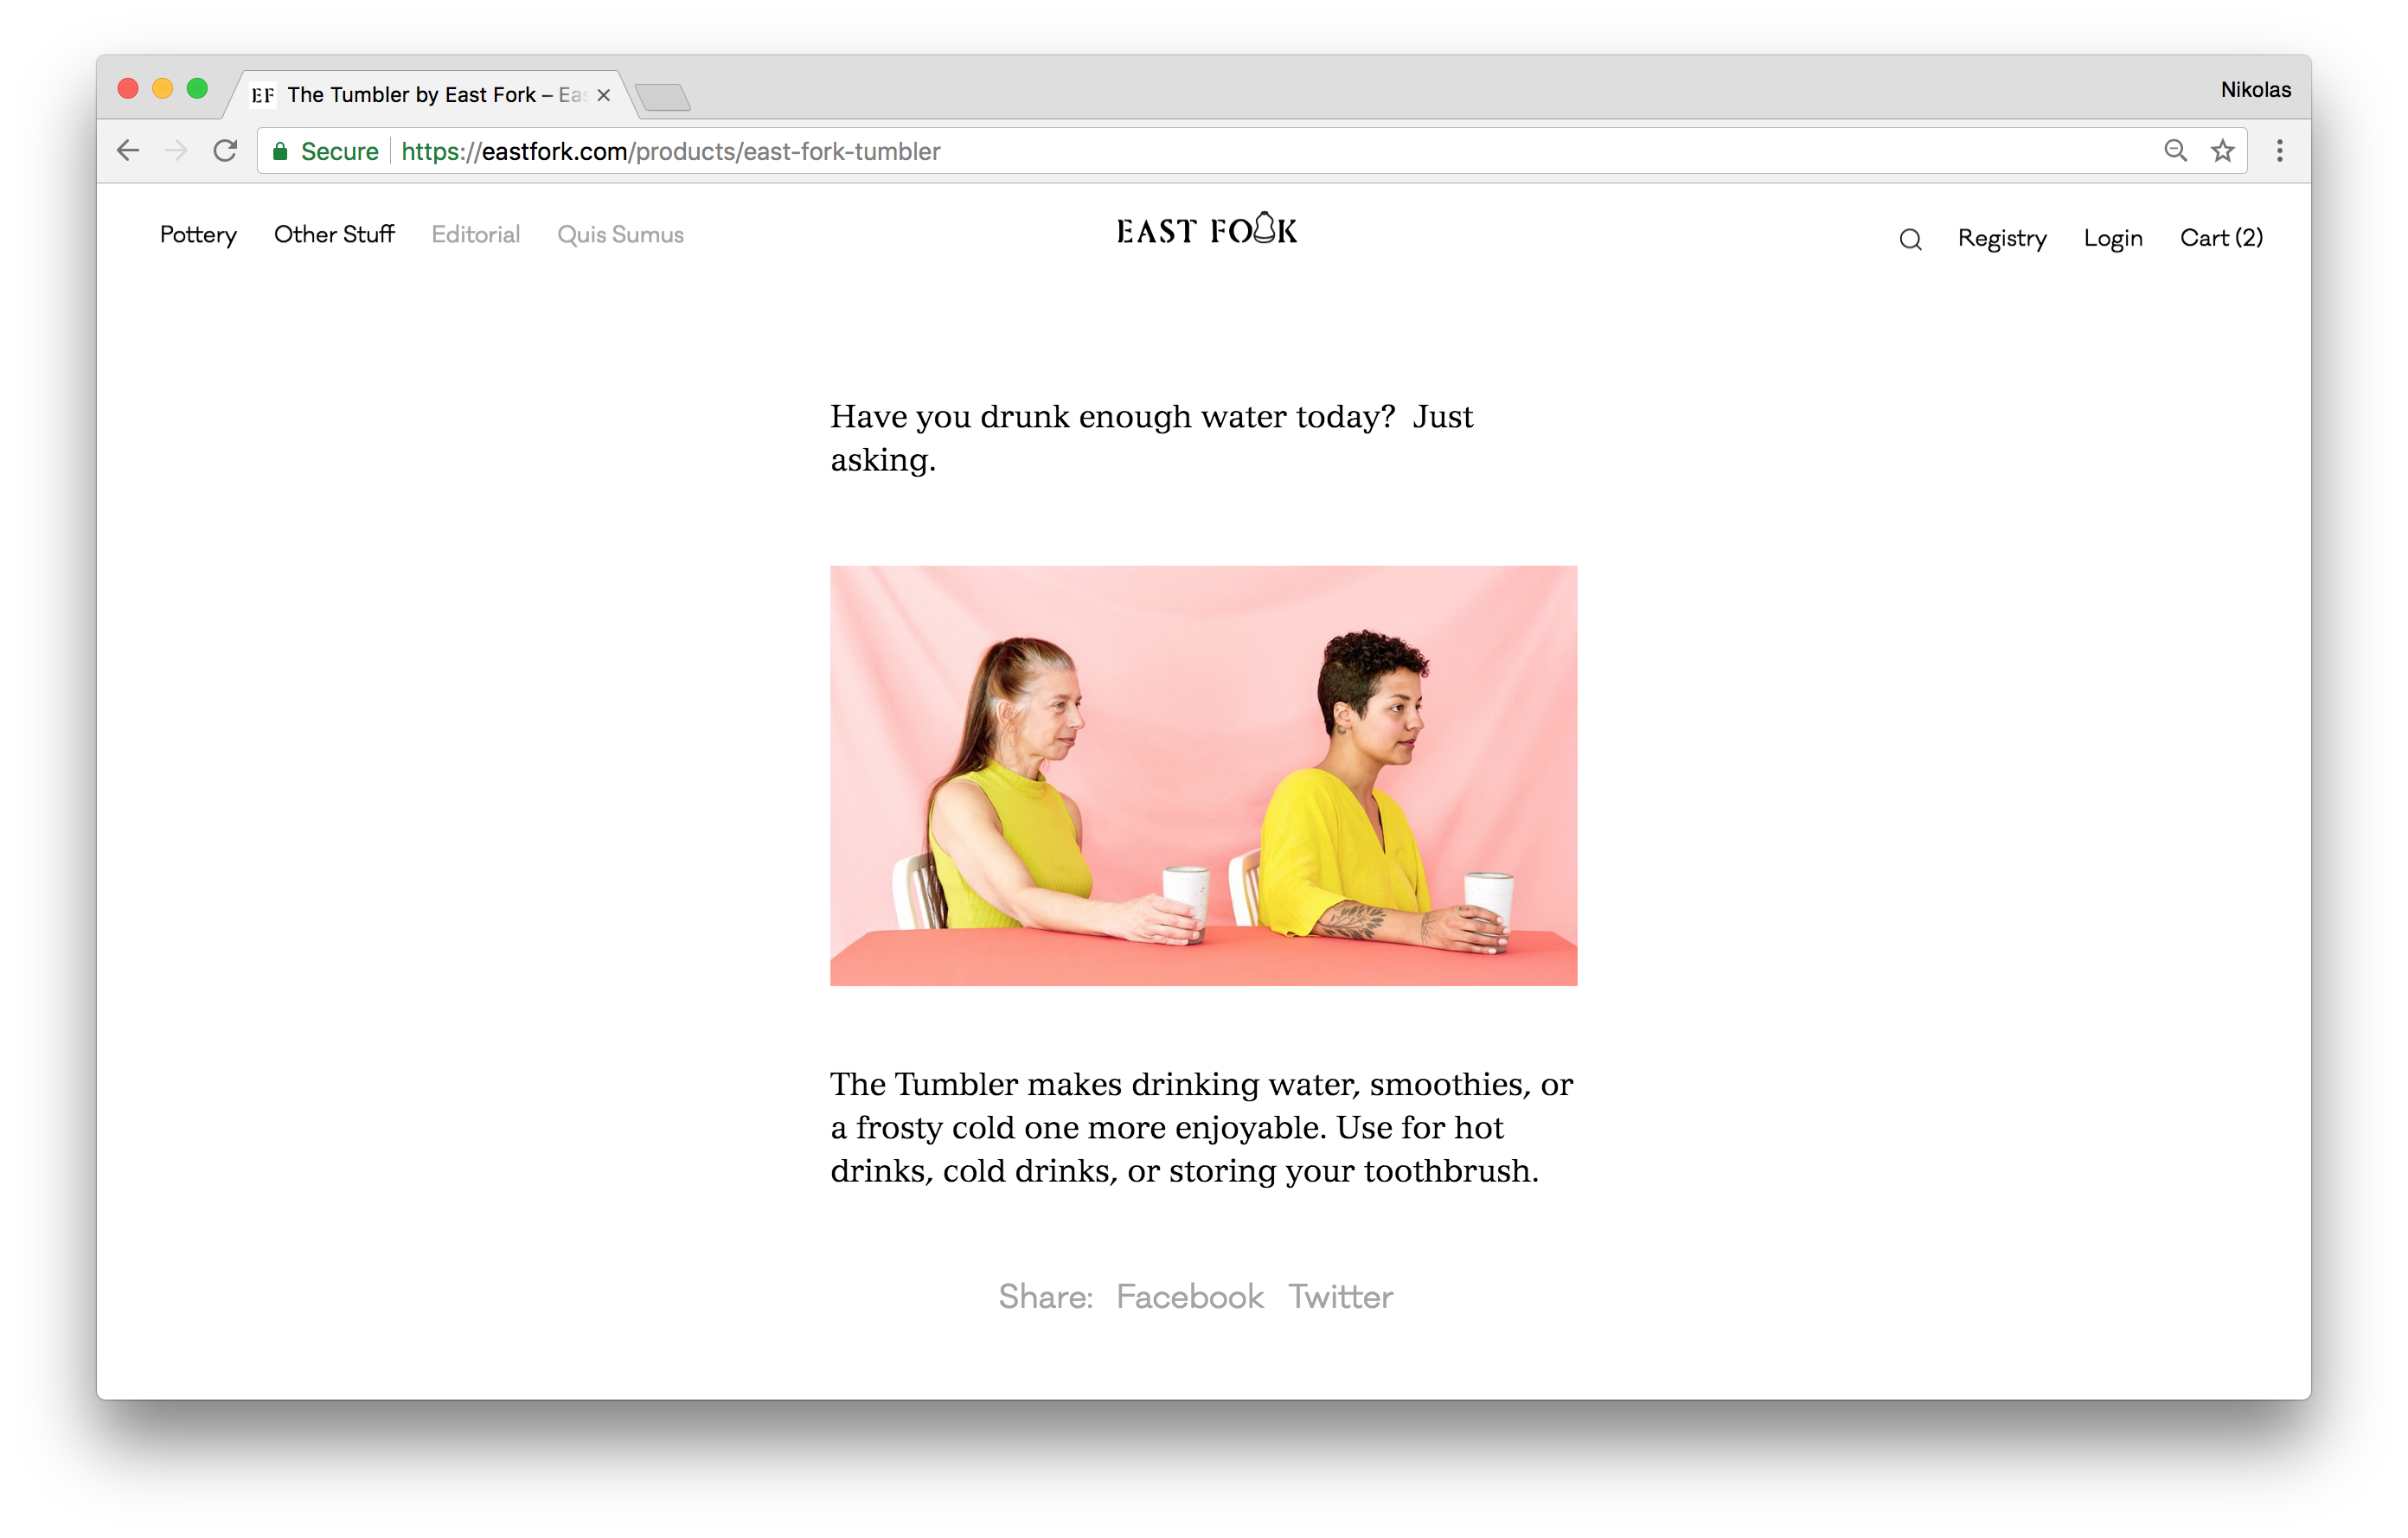 EF The Tumbler by East Fork – Eas
Nikolas
Secure https://eastfork.com/products/east-fork-tumbler
Pottery Other Stuff Editorial Quis Sumus
EAST FORK
Registry Login Cart (2)
Have you drunk enough water today?  Just
asking.
The Tumbler makes drinking water, smoothies, or
a frosty cold one more enjoyable. Use for hot
drinks, cold drinks, or storing your toothbrush.
Share: Facebook Twitter